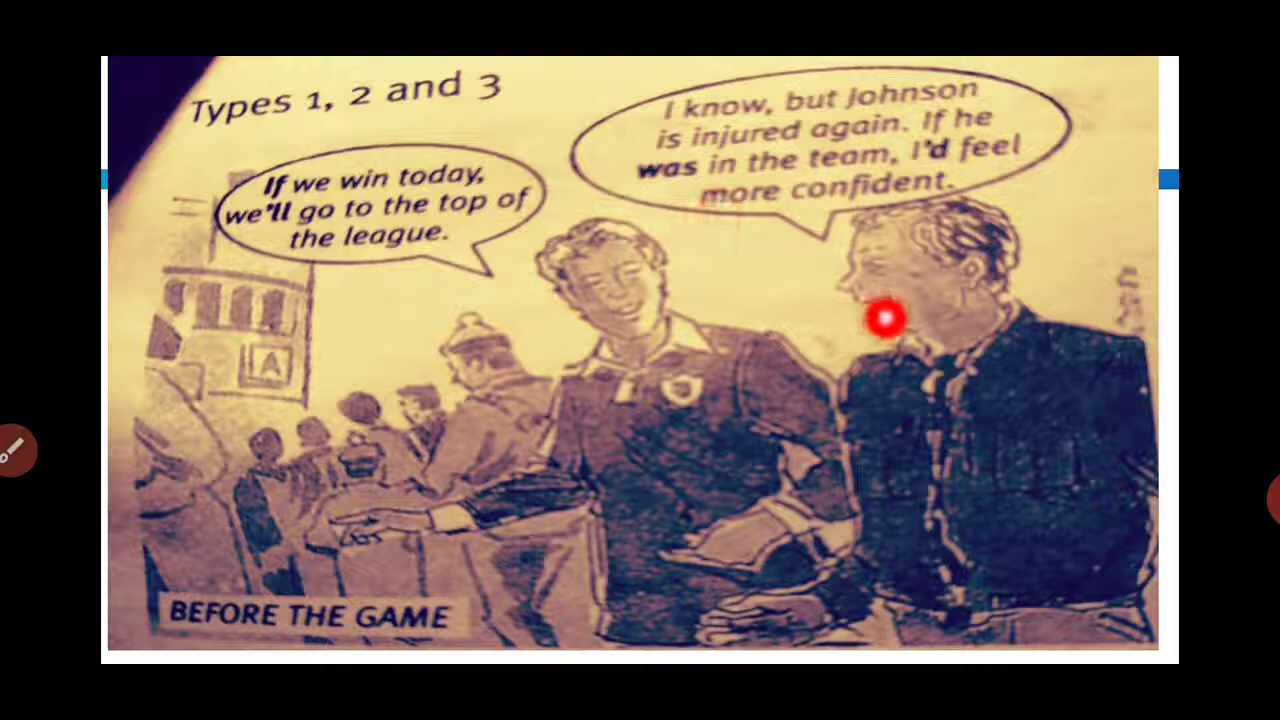 Types 1, 2 and 3
If we win today,
we'll go to the top of
the league.
I know, but Johnson
is injured again. If he
was in the team, I'd feel
more confident.
A
BEFORE THE GAME